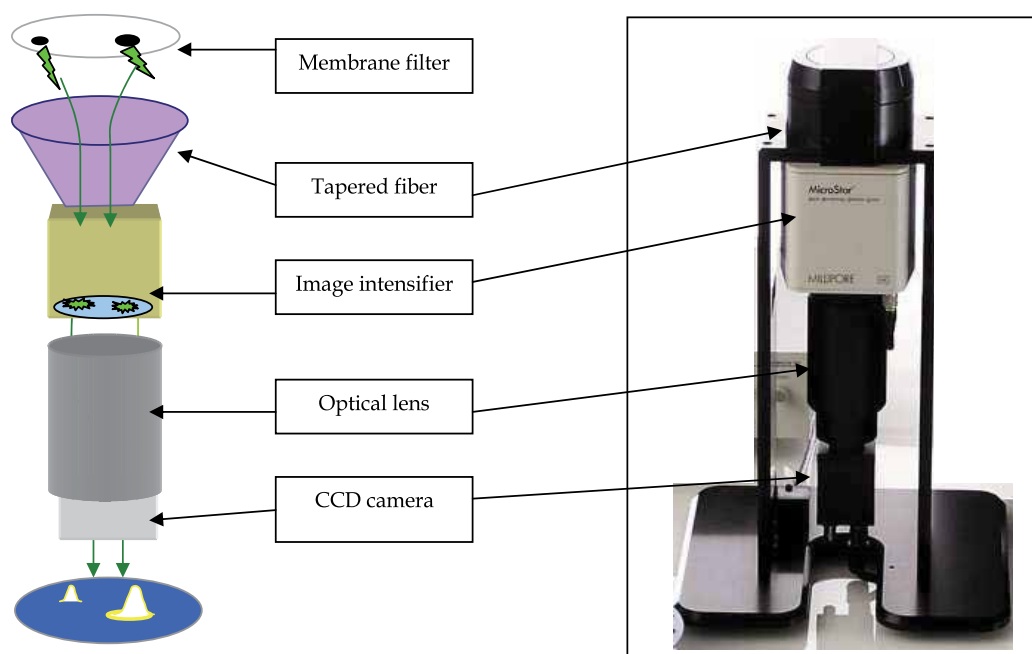 Membrane filter
Tapered fiber
Image intensifier
Optical lens
CCD camera
MicroStar
MILLIPORE